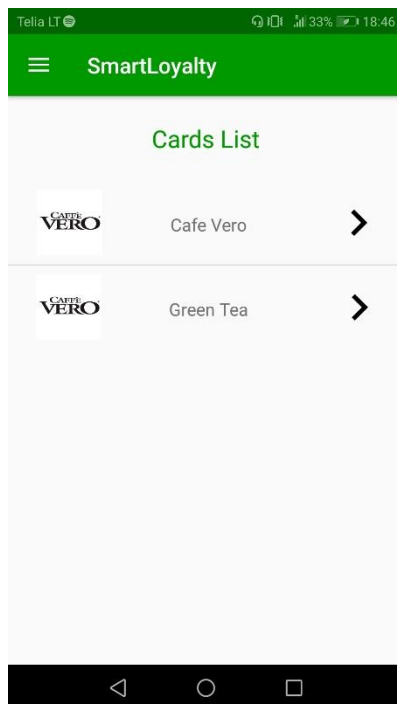 Telia LT 33% 18:46
SmartLoyalty
Cards List
CAFFÈ
VERO
Cafe Vero
CAFFÈ
VERO
Green Tea